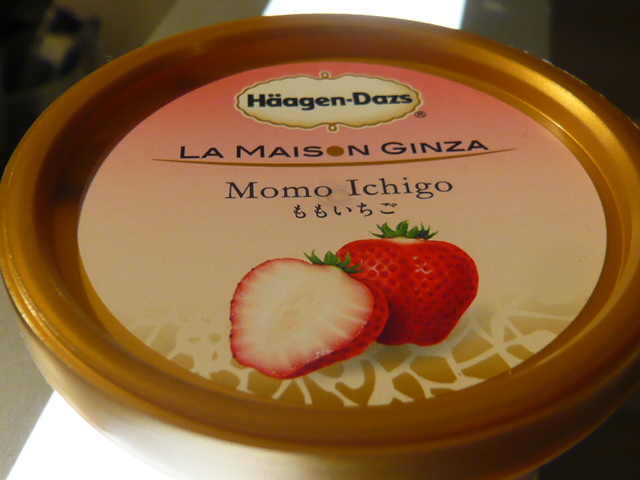 Häagen-Dazs®
LA MAISON GINZA
Momo Ichigo
ももいちご